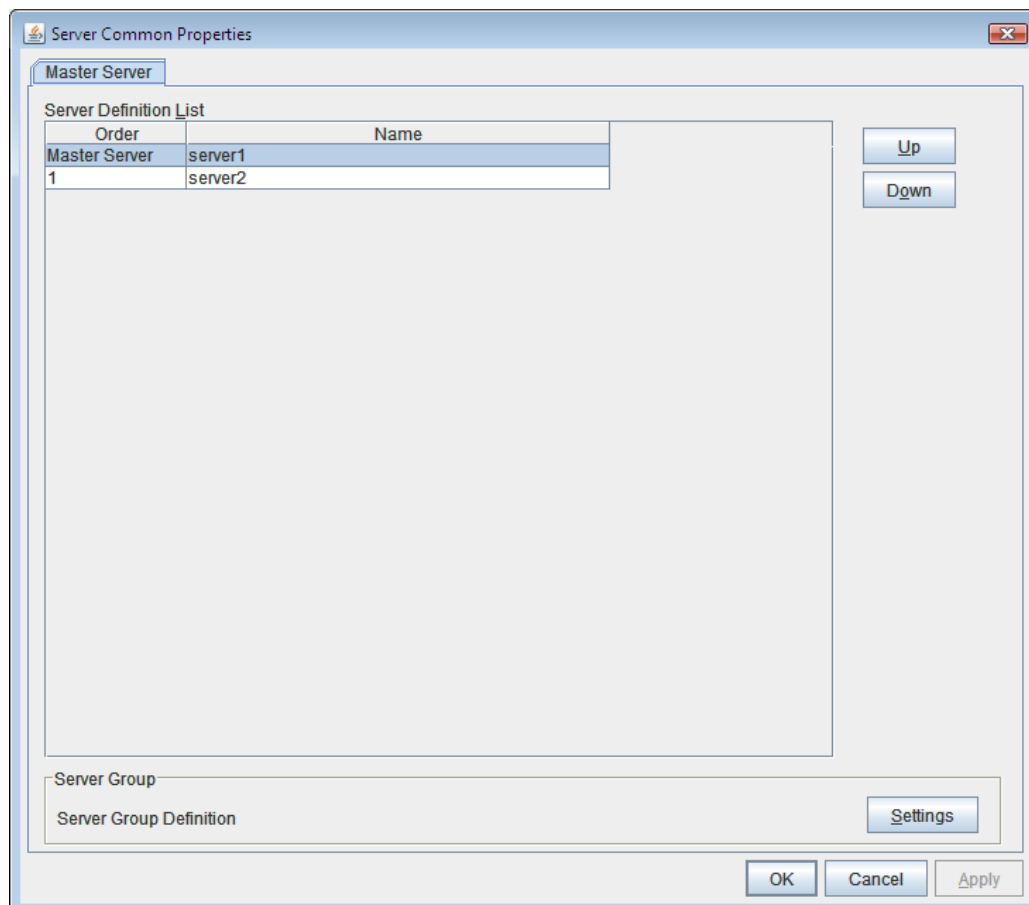 Server Common Properties
Master Server
Server Definition List
Order Name
Master Server server1
1 server2
Up
Down
Server Group
Server Group Definition
Settings
OK Cancel Apply